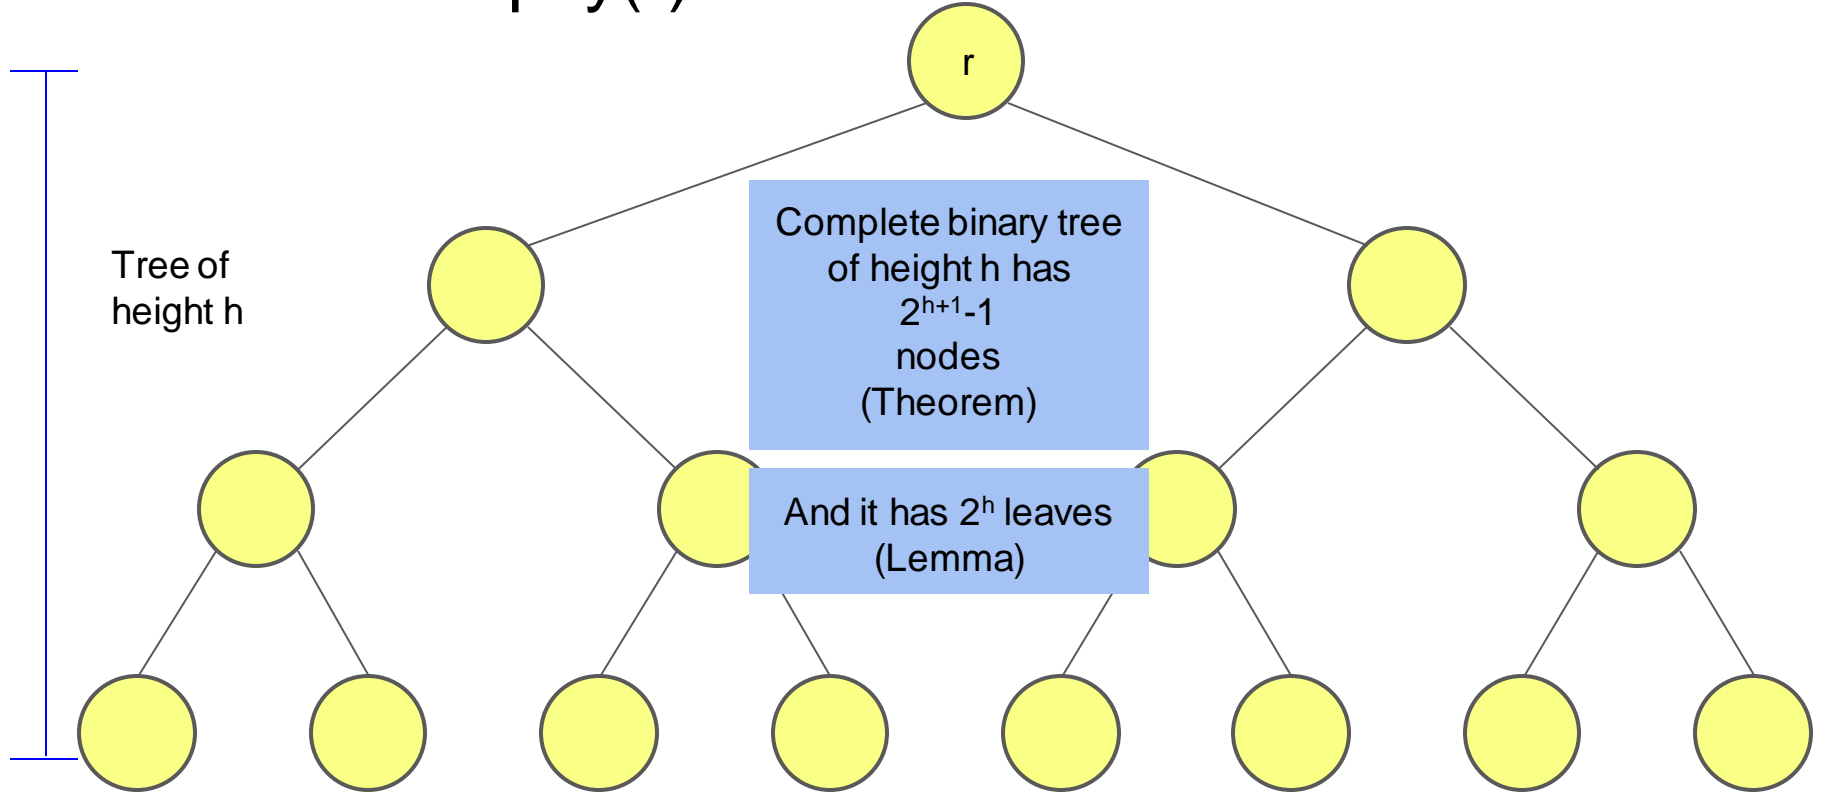 r
Tree of
height h
Complete binary tree
of height h has
2ʰ⁺¹-1
nodes
(Theorem)
And it has 2ʰ leaves
(Lemma)